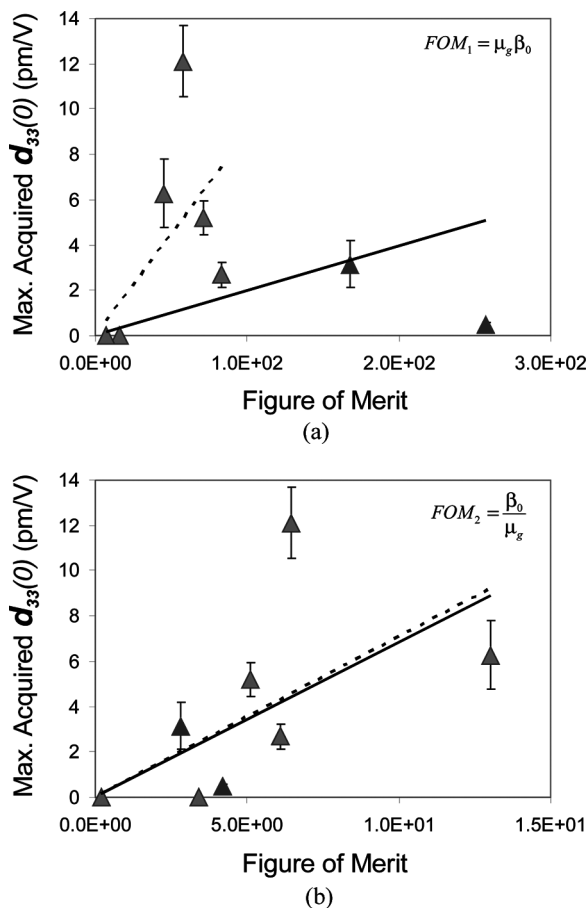 14
12
10
8
6
4
2
0
Max. Acquired d₃₃(0) (pm/V)
FOM₁ = μ_gβ₀
0.0E+00 1.0E+02 2.0E+02 3.0E+02
Figure of Merit
(a)
14
12
10
8
6
4
2
0
Max. Acquired d₃₃(0) (pm/V)
FOM₂ = β₀/μ_g
0.0E+00 5.0E+00 1.0E+01 1.5E+01
Figure of Merit
(b)